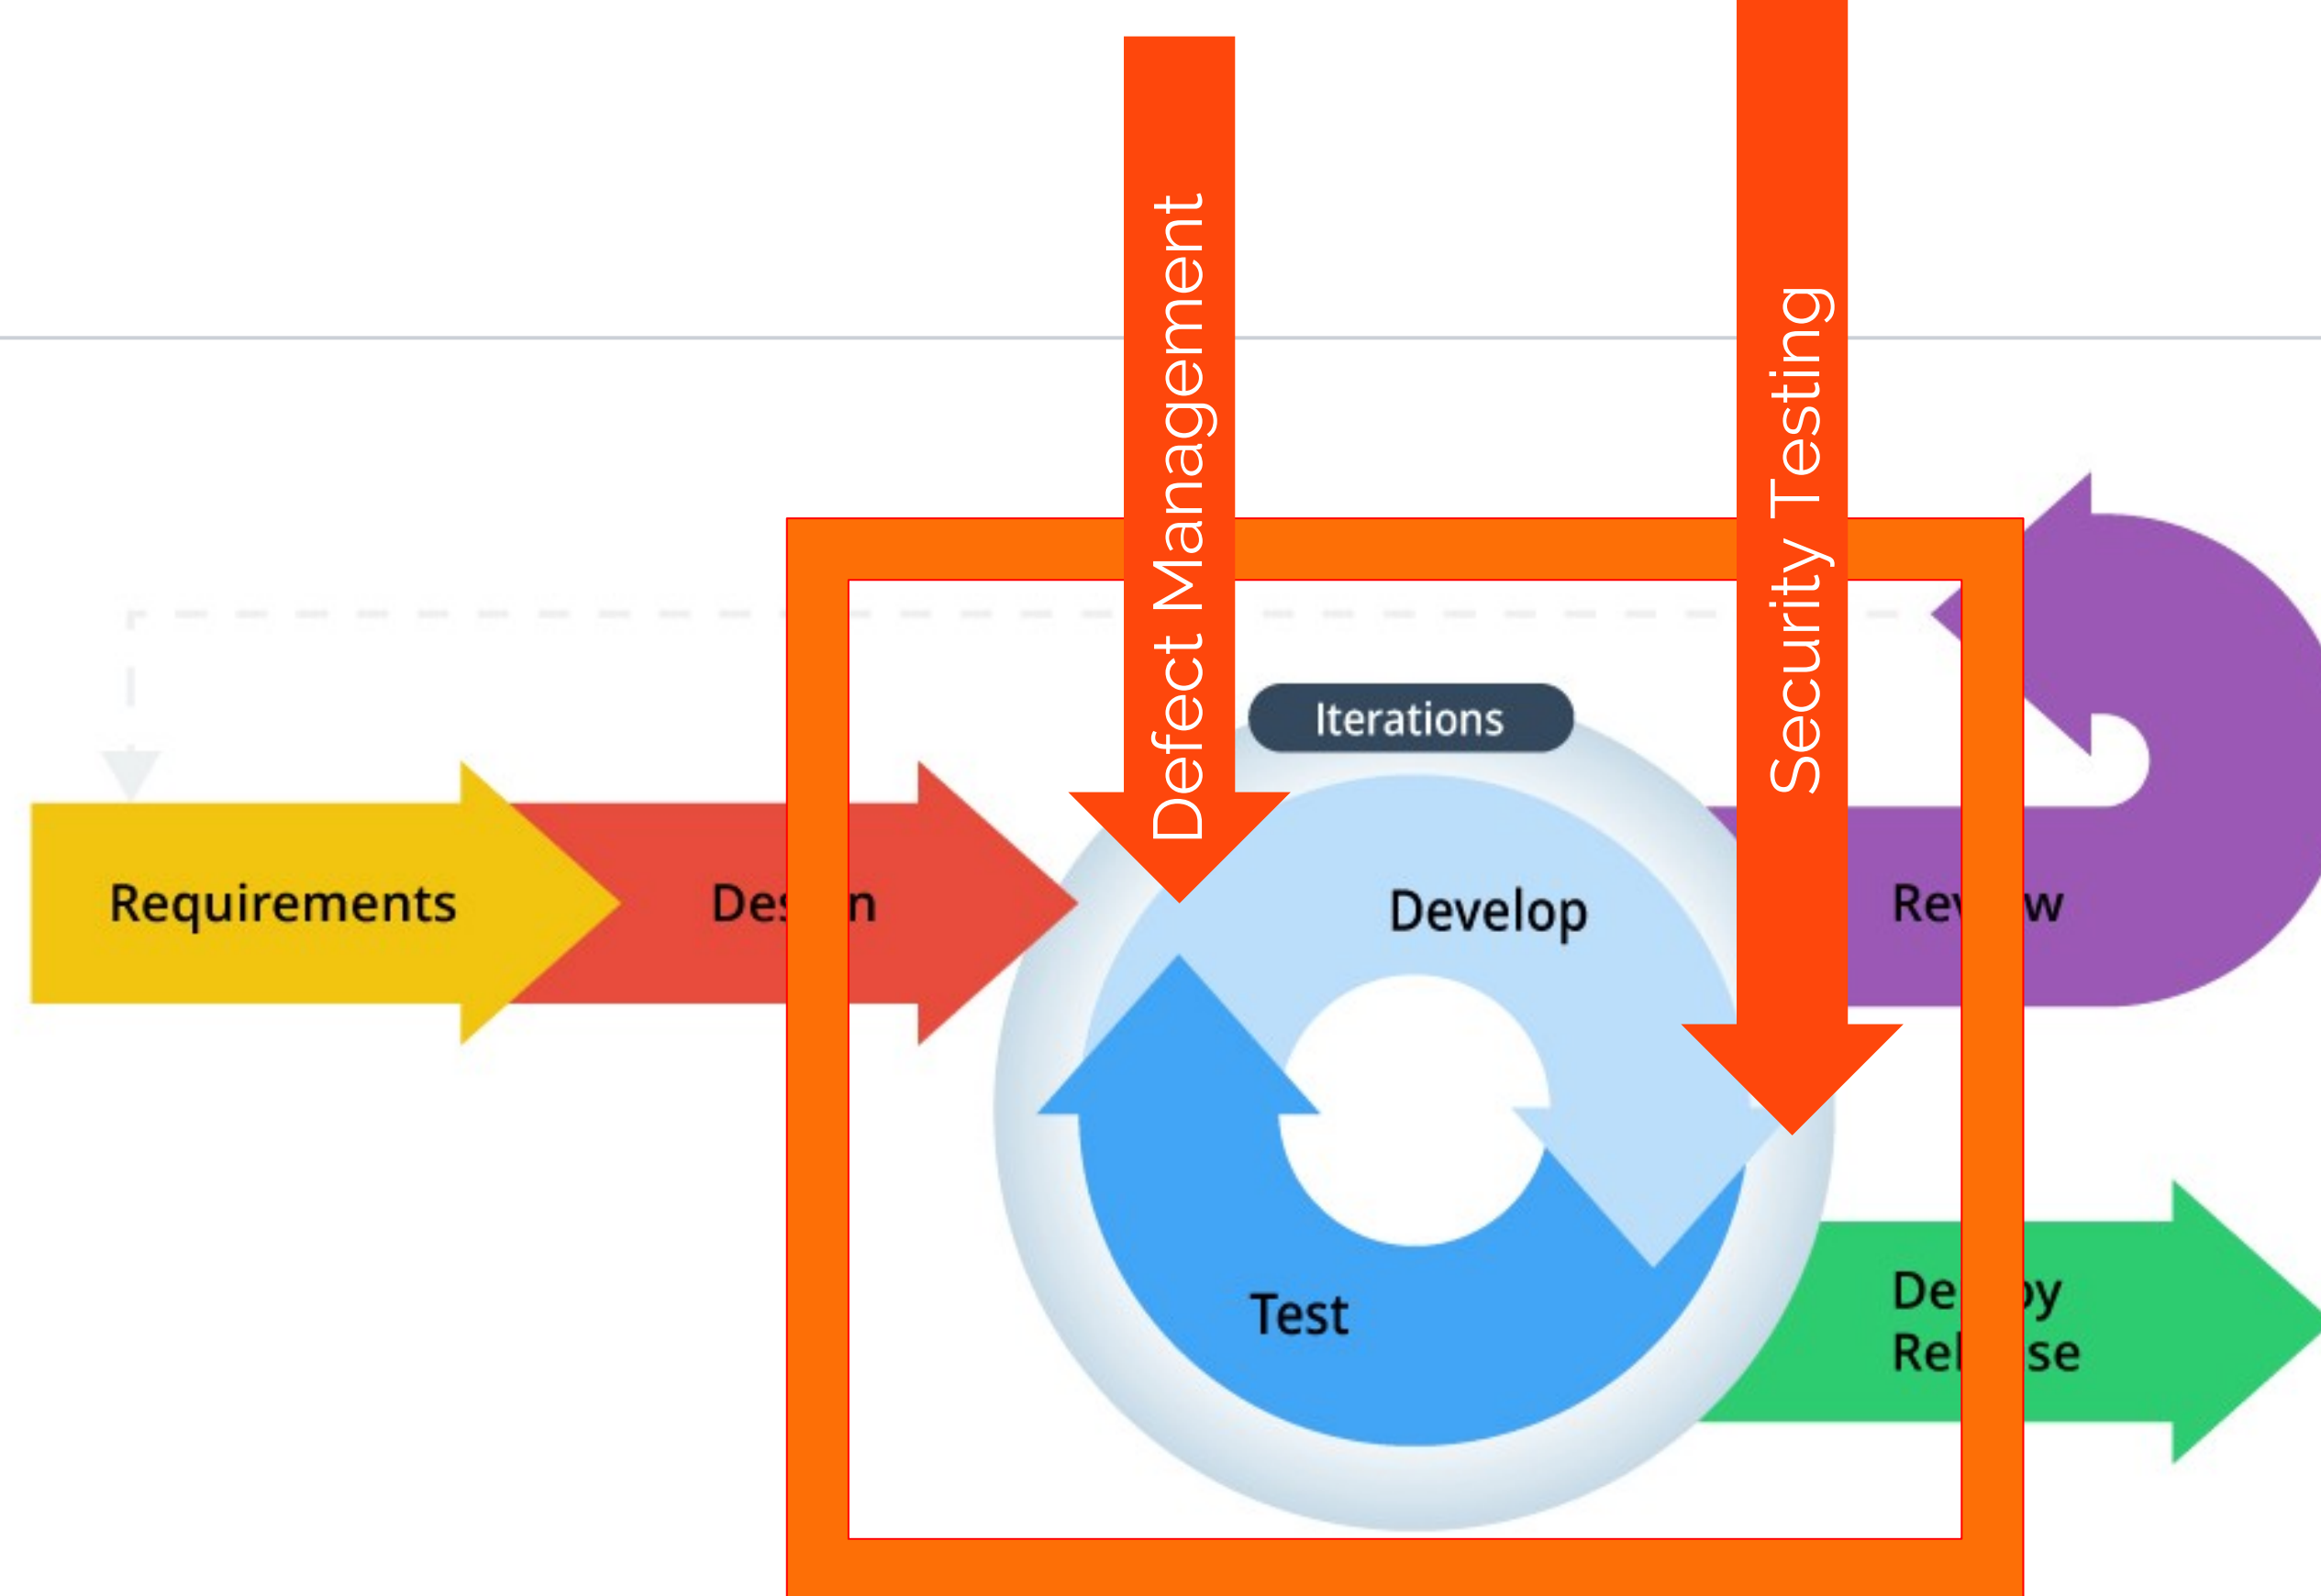 Defect Management
Security Testing
Iterations
Requirements
Develop
Test